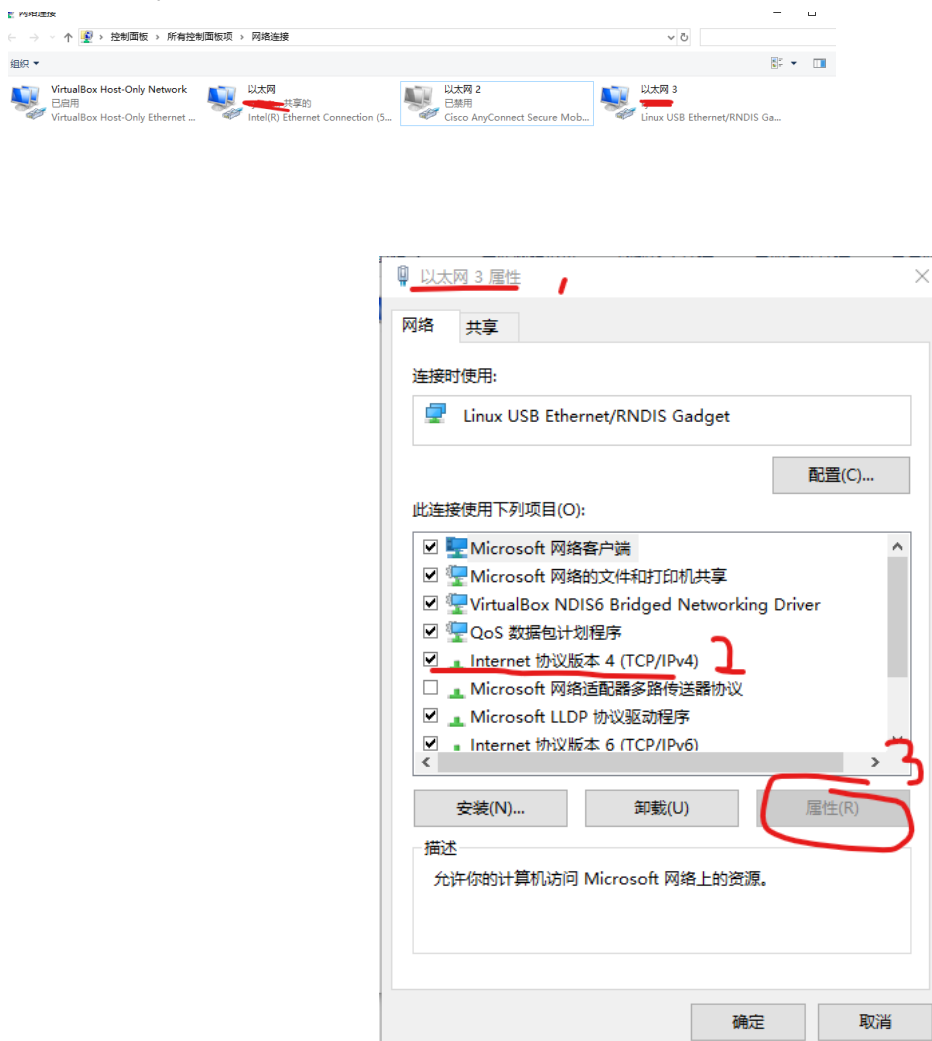 网络连接
控制面板 › 所有控制面板项 › 网络连接
组织
VirtualBox Host-Only Network
已启用
VirtualBox Host-Only Ethernet ...
以太网
共享的
Intel(R) Ethernet Connection (5...
以太网 2
已禁用
Cisco AnyConnect Secure Mob...
以太网 3
Linux USB Ethernet/RNDIS Ga...
以太网 3 属性
1
网络
共享
连接时使用:
Linux USB Ethernet/RNDIS Gadget
配置(C)...
此连接使用下列项目(O):
Microsoft 网络客户端
Microsoft 网络的文件和打印机共享
VirtualBox NDIS6 Bridged Networking Driver
QoS 数据包计划程序
Internet 协议版本 4 (TCP/IPv4)
2
Microsoft 网络适配器多路传送器协议
Microsoft LLDP 协议驱动程序
Internet 协议版本 6 (TCP/IPv6)
3
安装(N)...
卸载(U)
属性(R)
描述
允许你的计算机访问 Microsoft 网络上的资源。
确定
取消